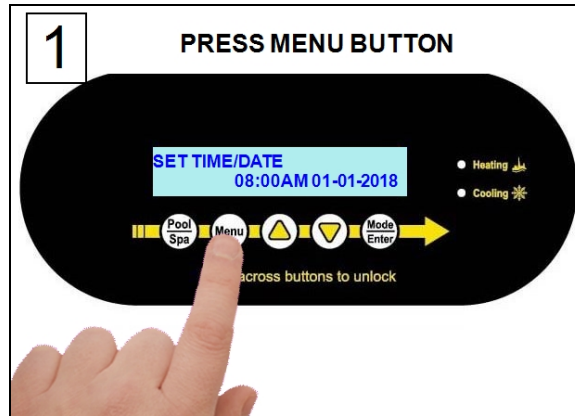 1
PRESS MENU BUTTON
SET TIME/DATE
08:00AM 01-01-2018
Heating
Cooling
Pool
Spa
Menu
Mode
Enter
across buttons to unlock